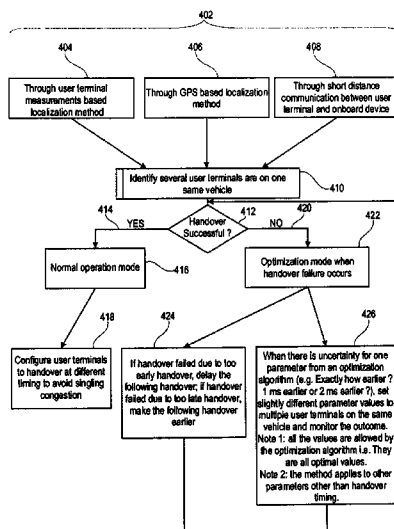 402
404
406
408
Through user terminal
measurements based
localization method
Through GPS based localization
method
Through short distance
communication between user
terminal and onboard device
Identify several user terminals are on one
same vehicle
410
414
YES
Handover
Successful ?
412
NO
420
422
Normal operation mode
416
Optimization mode when
handover failure occurs
418
424
426
Configure user terminals
to handover at different
timing to avoid singling
congestion
If handover failed due to too
early handover, delay the
following handover; if handover
failed due to too late handover,
make the following handover
earlier
When there is uncertainty for one
parameter from an optimization
algorithm (e.g. Exactly how earlier ?
1 ms earlier or 2 ms earlier ?), set
slightly different parameter values to
multiple user terminals on the same
vehicle and monitor the outcome.
Note 1: all the values are allowed by
the optimization algorithm i.e. They
are all optimal values.
Note 2: the method applies to
other parameters other than handover
timing.